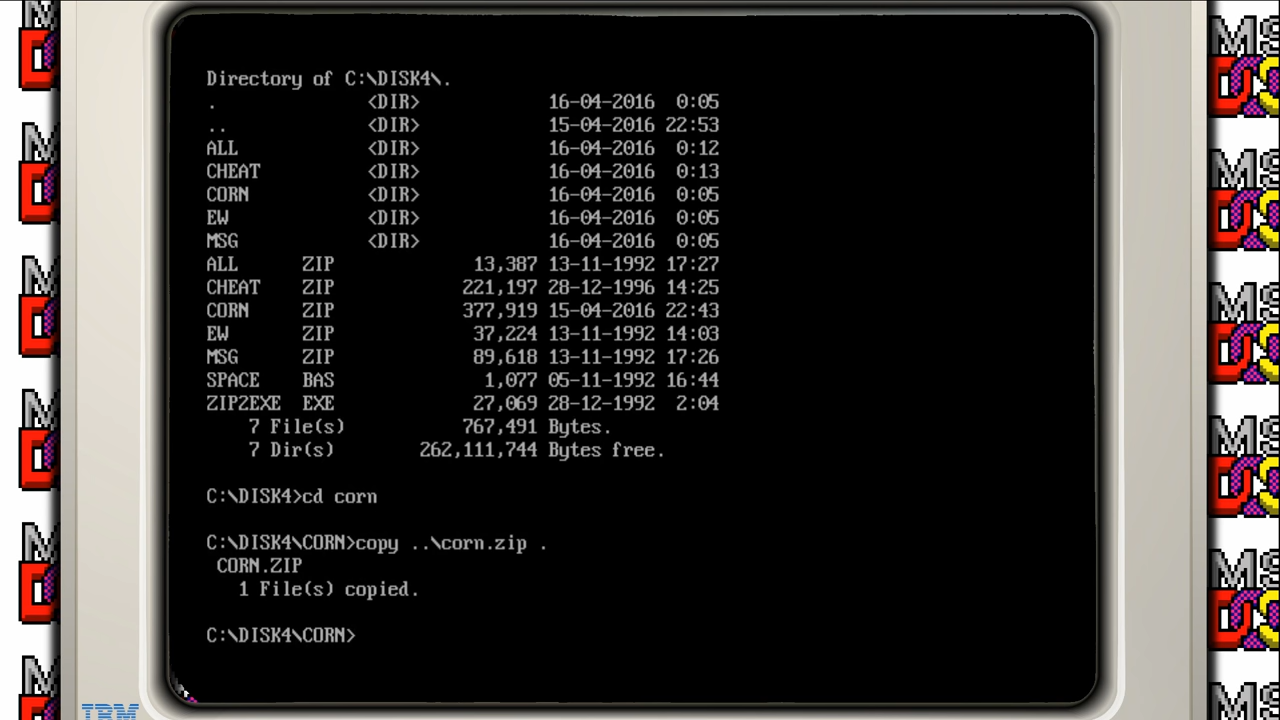 Directory of C:\DISK4\.
. <DIR> 16-04-2016 0:05
.. <DIR> 15-04-2016 22:53
ALL <DIR> 16-04-2016 0:12
CHEAT <DIR> 16-04-2016 0:13
CORN <DIR> 16-04-2016 0:05
EW <DIR> 16-04-2016 0:05
MSG <DIR> 16-04-2016 0:05
ALL ZIP 13,387 13-11-1992 17:27
CHEAT ZIP 221,197 28-12-1996 14:25
CORN ZIP 377,919 15-04-2016 22:43
EW ZIP 37,224 13-11-1992 14:03
MSG ZIP 89,618 13-11-1992 17:26
SPACE BAS 1,077 05-11-1992 16:44
ZIP2EXE EXE 27,069 28-12-1992 2:04
7 File(s) 767,491 Bytes.
7 Dir(s) 262,111,744 Bytes free.
C:\DISK4>cd corn
C:\DISK4\CORN>copy ..\corn.zip .
CORN.ZIP
1 File(s) copied.
C:\DISK4\CORN>
IBM